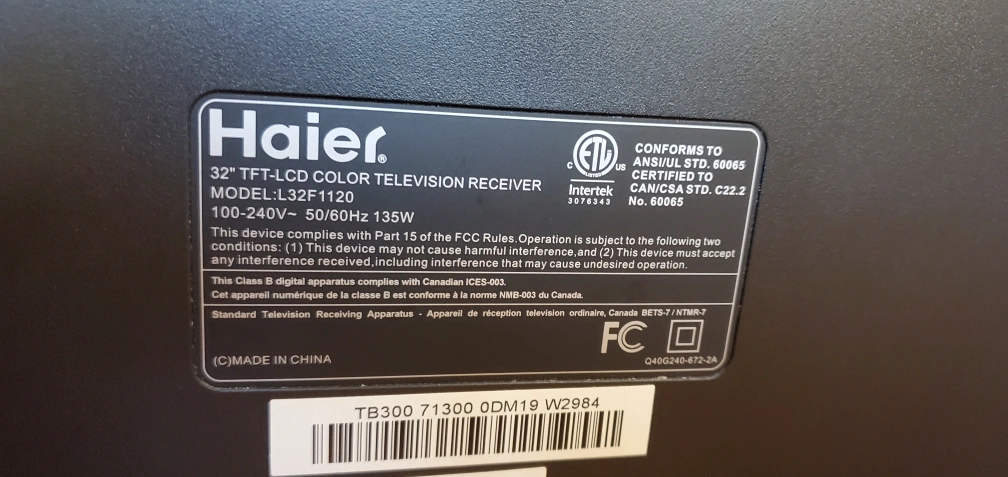 Haier®
32" TFT-LCD COLOR TELEVISION RECEIVER
MODEL:L32F1120
100-240V~ 50/60Hz 135W
C ETL US
LISTED
Intertek
3076343
CONFORMS TO
ANSI/UL STD. 60065
CERTIFIED TO
CAN/CSA STD. C22.2
No. 60065
This device complies with Part 15 of the FCC Rules.Operation is subject to the following two
conditions: (1) This device may not cause harmful interference,and (2) This device must accept
any interference received,including interference that may cause undesired operation.
This Class B digital apparatus complies with Canadian ICES-003.
Cet appareil numérique de la classe B est conforme à la norme NMB-003 du Canada.
Standard Television Receiving Apparatus - Appareil de réception television ordinaire, Canada BETS-7 / NTMR-7
FC
(C)MADE IN CHINA
Q40G240-672-2A
TB300 71300 0DM19 W2984